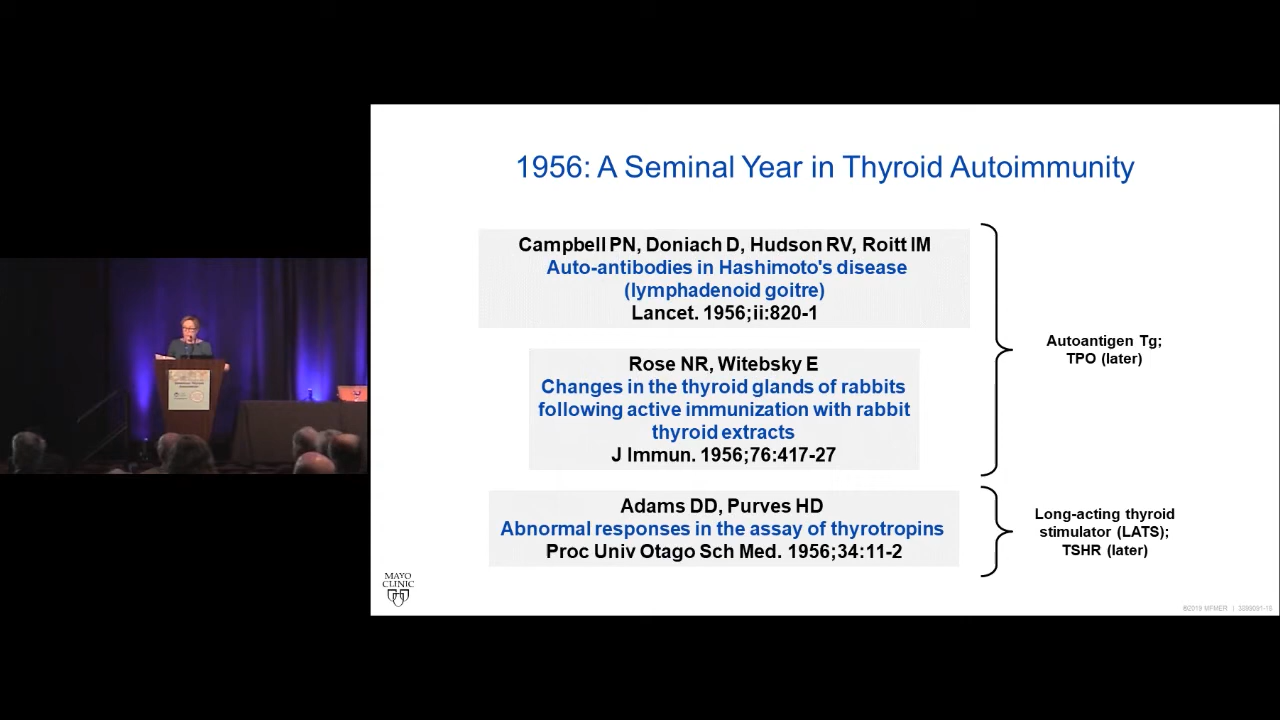 1956: A Seminal Year in Thyroid Autoimmunity
Campbell PN, Doniach D, Hudson RV, Roitt IM
Auto-antibodies in Hashimoto's disease
(lymphadenoid goitre)
Lancet. 1956;ii:820-1
Rose NR, Witebsky E
Changes in the thyroid glands of rabbits
following active immunization with rabbit
thyroid extracts
J Immun. 1956;76:417-27
Autoantigen Tg;
TPO (later)
Adams DD, Purves HD
Abnormal responses in the assay of thyrotropins
Proc Univ Otago Sch Med. 1956;34:11-2
Long-acting thyroid
stimulator (LATS);
TSHR (later)
MAYO
CLINIC
©2019 MFMER | 3399091-15